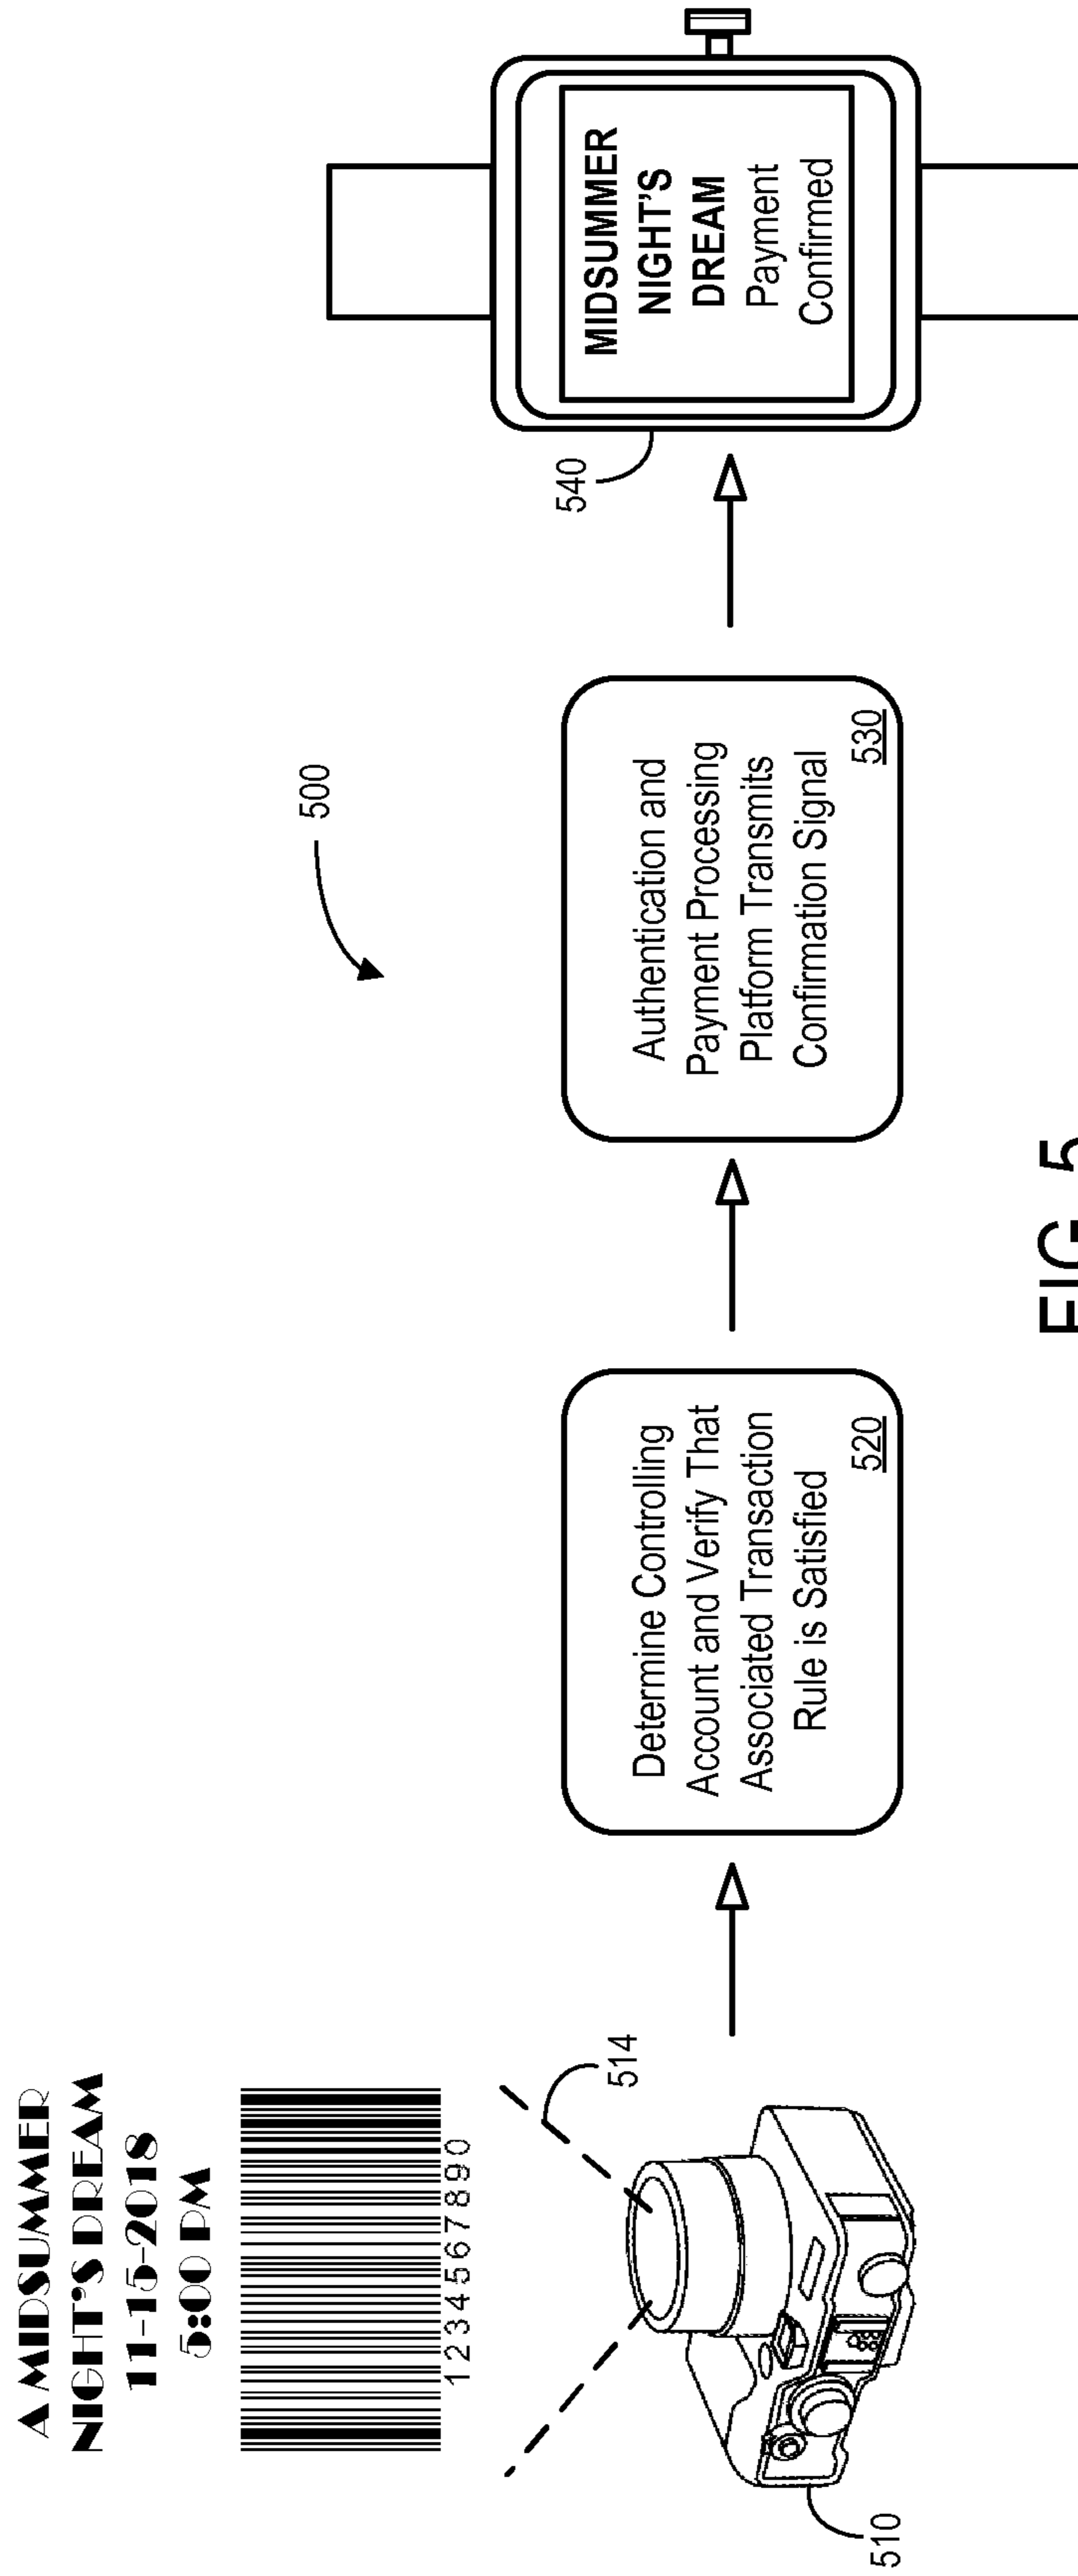 A MIDSUMMER
NIGHT'S DREAM
11-15-2018
5:00 PM
1234567890
514
510
Determine Controlling
Account and Verify That
Associated Transaction
Rule is Satisfied
520
500
Authentication and
Payment Processing
Platform Transmits
Confirmation Signal
530
540
MIDSUMMER
NIGHT'S
DREAM
Payment
Confirmed
FIG. 5